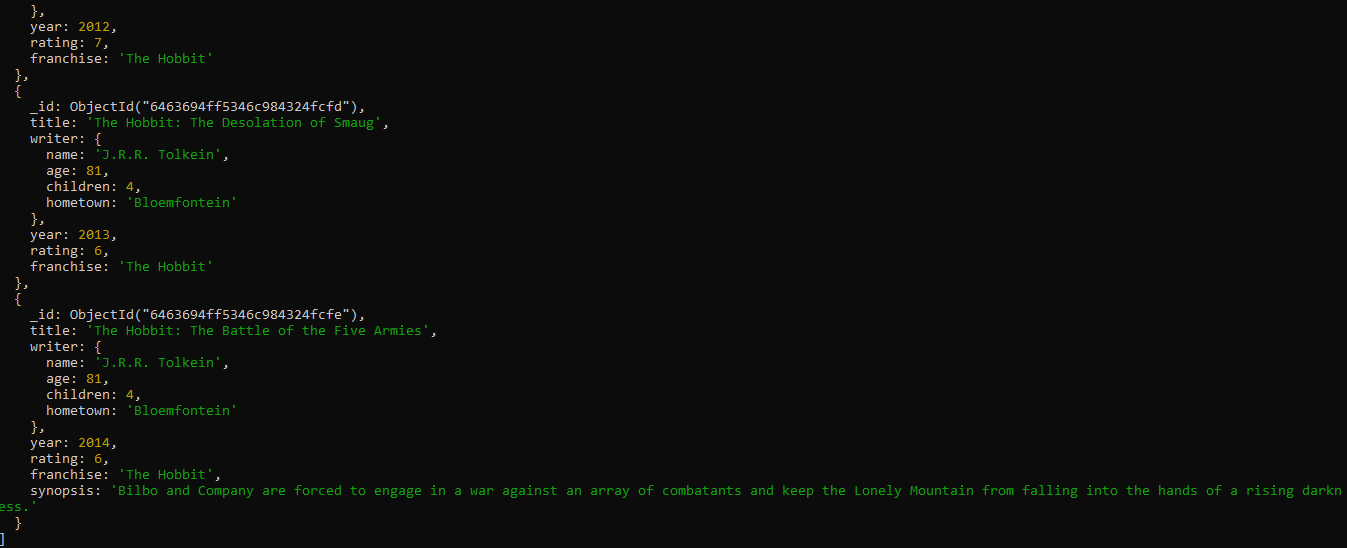 },
    year: 2012,
    rating: 7,
    franchise: 'The Hobbit'
  },
  {
    _id: ObjectId("6463694ff5346c984324fcfd"),
    title: 'The Hobbit: The Desolation of Smaug',
    writer: {
      name: 'J.R.R. Tolkein',
      age: 81,
      children: 4,
      hometown: 'Bloemfontein'
    },
    year: 2013,
    rating: 6,
    franchise: 'The Hobbit'
  },
  {
    _id: ObjectId("6463694ff5346c984324fcfe"),
    title: 'The Hobbit: The Battle of the Five Armies',
    writer: {
      name: 'J.R.R. Tolkein',
      age: 81,
      children: 4,
      hometown: 'Bloemfontein'
    },
    year: 2014,
    rating: 6,
    franchise: 'The Hobbit',
    synopsis: 'Bilbo and Company are forced to engage in a war against an array of combatants and keep the Lonely Mountain from falling into the hands of a rising darkn
ess.'
  }
]